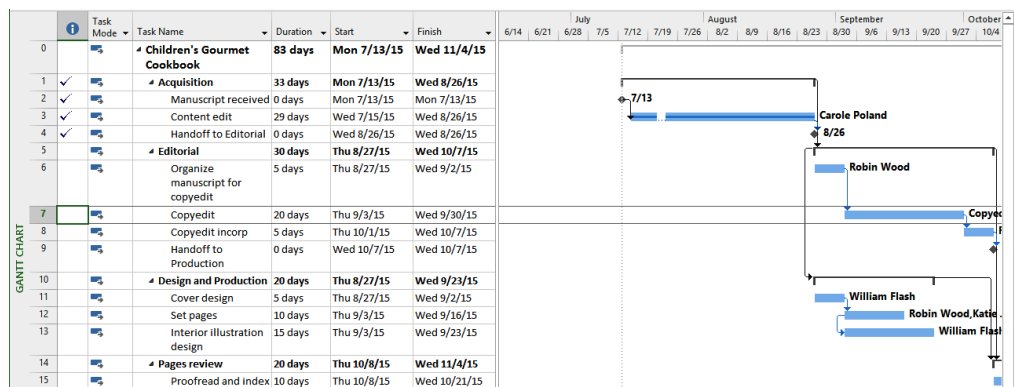 Task Mode Task Name Duration Start Finish
July August September October
6/14 6/21 6/28 7/5 7/12 7/19 7/26 8/2 8/9 8/16 8/23 8/30 9/6 9/13 9/20 9/27 10/4
0 Children's Gourmet Cookbook 83 days Mon 7/13/15 Wed 11/4/15
1 Acquisition 33 days Mon 7/13/15 Wed 8/26/15
2 Manuscript received 0 days Mon 7/13/15 Mon 7/13/15 7/13
3 Content edit 29 days Wed 7/15/15 Wed 8/26/15 Carole Poland
4 Handoff to Editorial 0 days Wed 8/26/15 Wed 8/26/15 8/26
5 Editorial 30 days Thu 8/27/15 Wed 10/7/15
6 Organize manuscript for copyedit 5 days Thu 8/27/15 Wed 9/2/15 Robin Wood
7 Copyedit 20 days Thu 9/3/15 Wed 9/30/15 Copyec
8 Copyedit incorp 5 days Thu 10/1/15 Wed 10/7/15
9 Handoff to Production 0 days Wed 10/7/15 Wed 10/7/15
10 Design and Production 20 days Thu 8/27/15 Wed 9/23/15
11 Cover design 5 days Thu 8/27/15 Wed 9/2/15 William Flash
12 Set pages 10 days Thu 9/3/15 Wed 9/16/15 Robin Wood,Katie
13 Interior illustration design 15 days Thu 9/3/15 Wed 9/23/15 William Flash
14 Pages review 20 days Thu 10/8/15 Wed 11/4/15
15 Proofread and index 10 days Thu 10/8/15 Wed 10/21/15
GANTT CHART